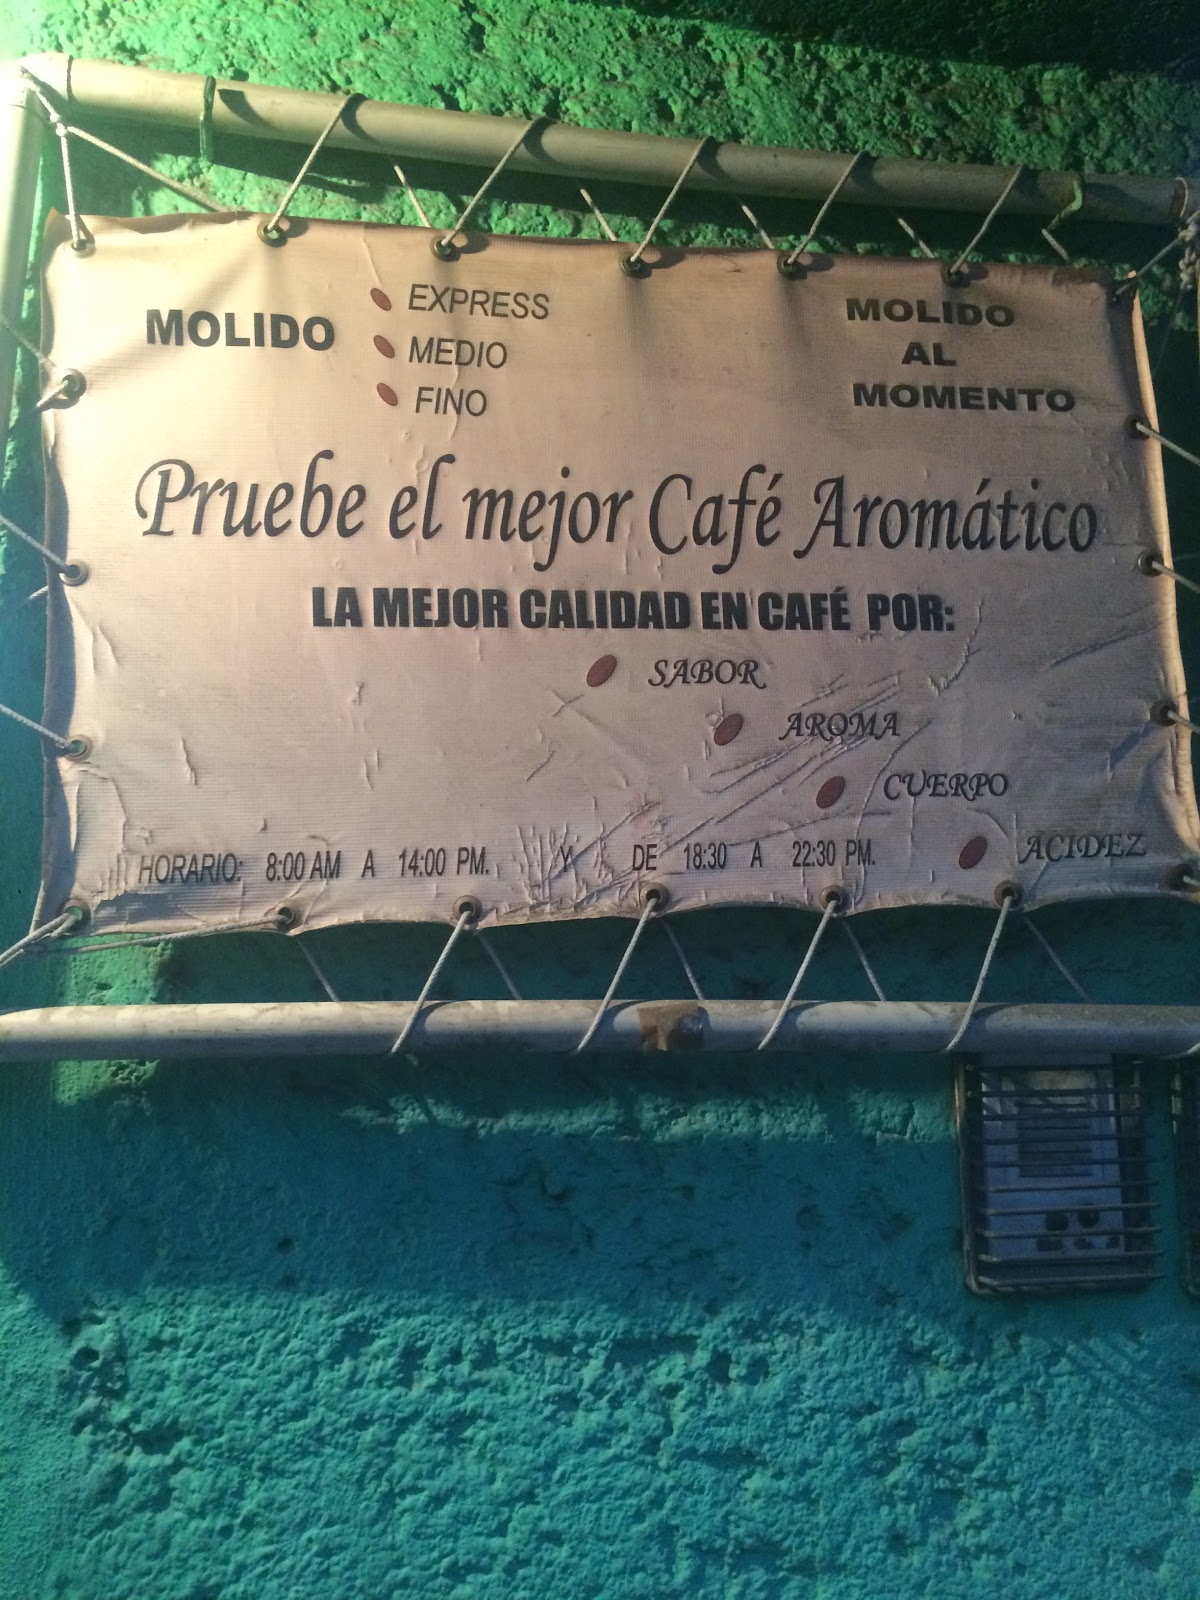 MOLIDO
EXPRESS
MEDIO
FINO
MOLIDO
AL
MOMENTO
Pruebe el mejor Café Aromático
LA MEJOR CALIDAD EN CAFÉ POR:
SABOR
AROMA
CUERPO
ACIDEZ
HORARIO: 8:00 AM A 14:00 PM. Y DE 18:30 A 22:30 PM.